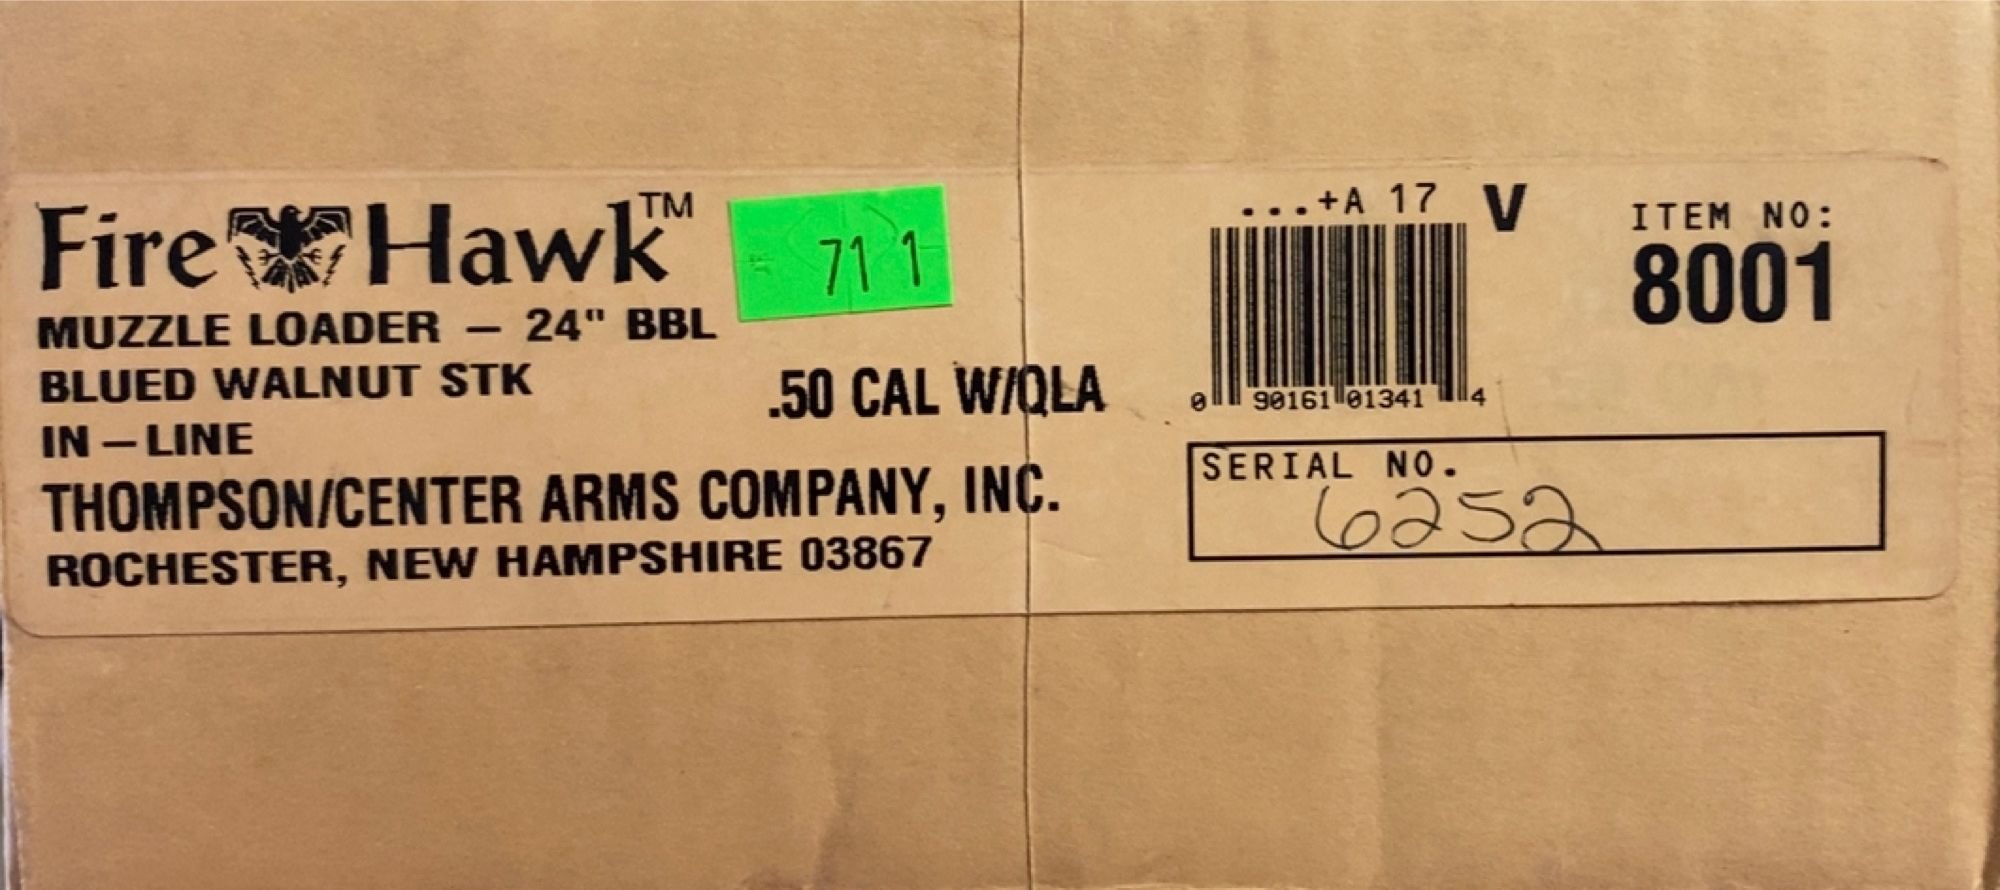 Fire Hawk™
71 1
MUZZLE LOADER – 24" BBL
BLUED WALNUT STK
.50 CAL W/QLA
IN – LINE
THOMPSON/CENTER ARMS COMPANY, INC.
ROCHESTER, NEW HAMPSHIRE 03867
...+A 17 V
0 90161 01341 4
ITEM NO:
8001
SERIAL NO.
6252